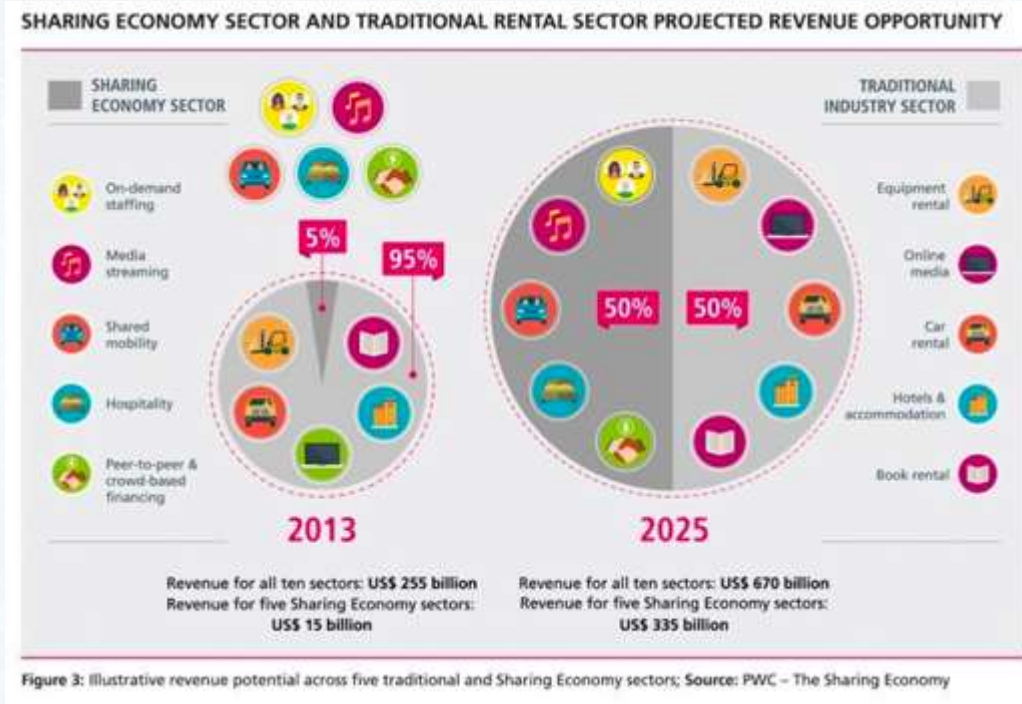 SHARING ECONOMY SECTOR AND TRADITIONAL RENTAL SECTOR PROJECTED REVENUE OPPORTUNITY
SHARING
ECONOMY SECTOR
TRADITIONAL
INDUSTRY SECTOR
On-demand
staffing
Media
streaming
Shared
mobility
Hospitality
Peer-to-peer &
crowd-based
financing
5%
95%
50%
50%
Equipment
rental
Online
media
Car
rental
Hotels &
accommodation
Book rental
2013
2025
Revenue for all ten sectors: US$ 255 billion
Revenue for five Sharing Economy sectors:
US$ 15 billion
Revenue for all ten sectors: US$ 670 billion
Revenue for five Sharing Economy sectors:
US$ 335 billion
Figure 3: Illustrative revenue potential across five traditional and Sharing Economy sectors; Source: PWC – The Sharing Economy